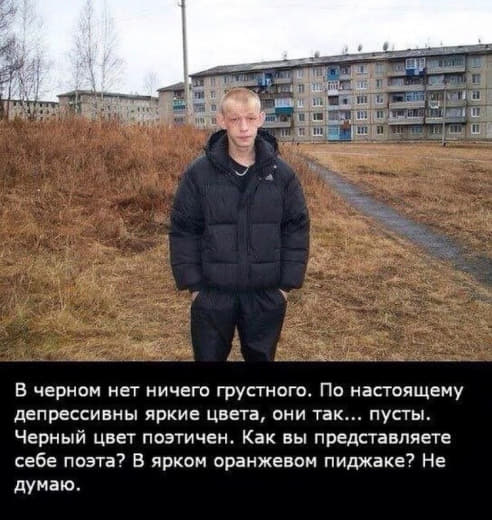 В черном нет ничего грустного. По настоящему
депрессивны яркие цвета, они так... пусты.
Черный цвет поэтичен. Как вы представляете
себе поэта? В ярком оранжевом пиджаке? Не
думаю.